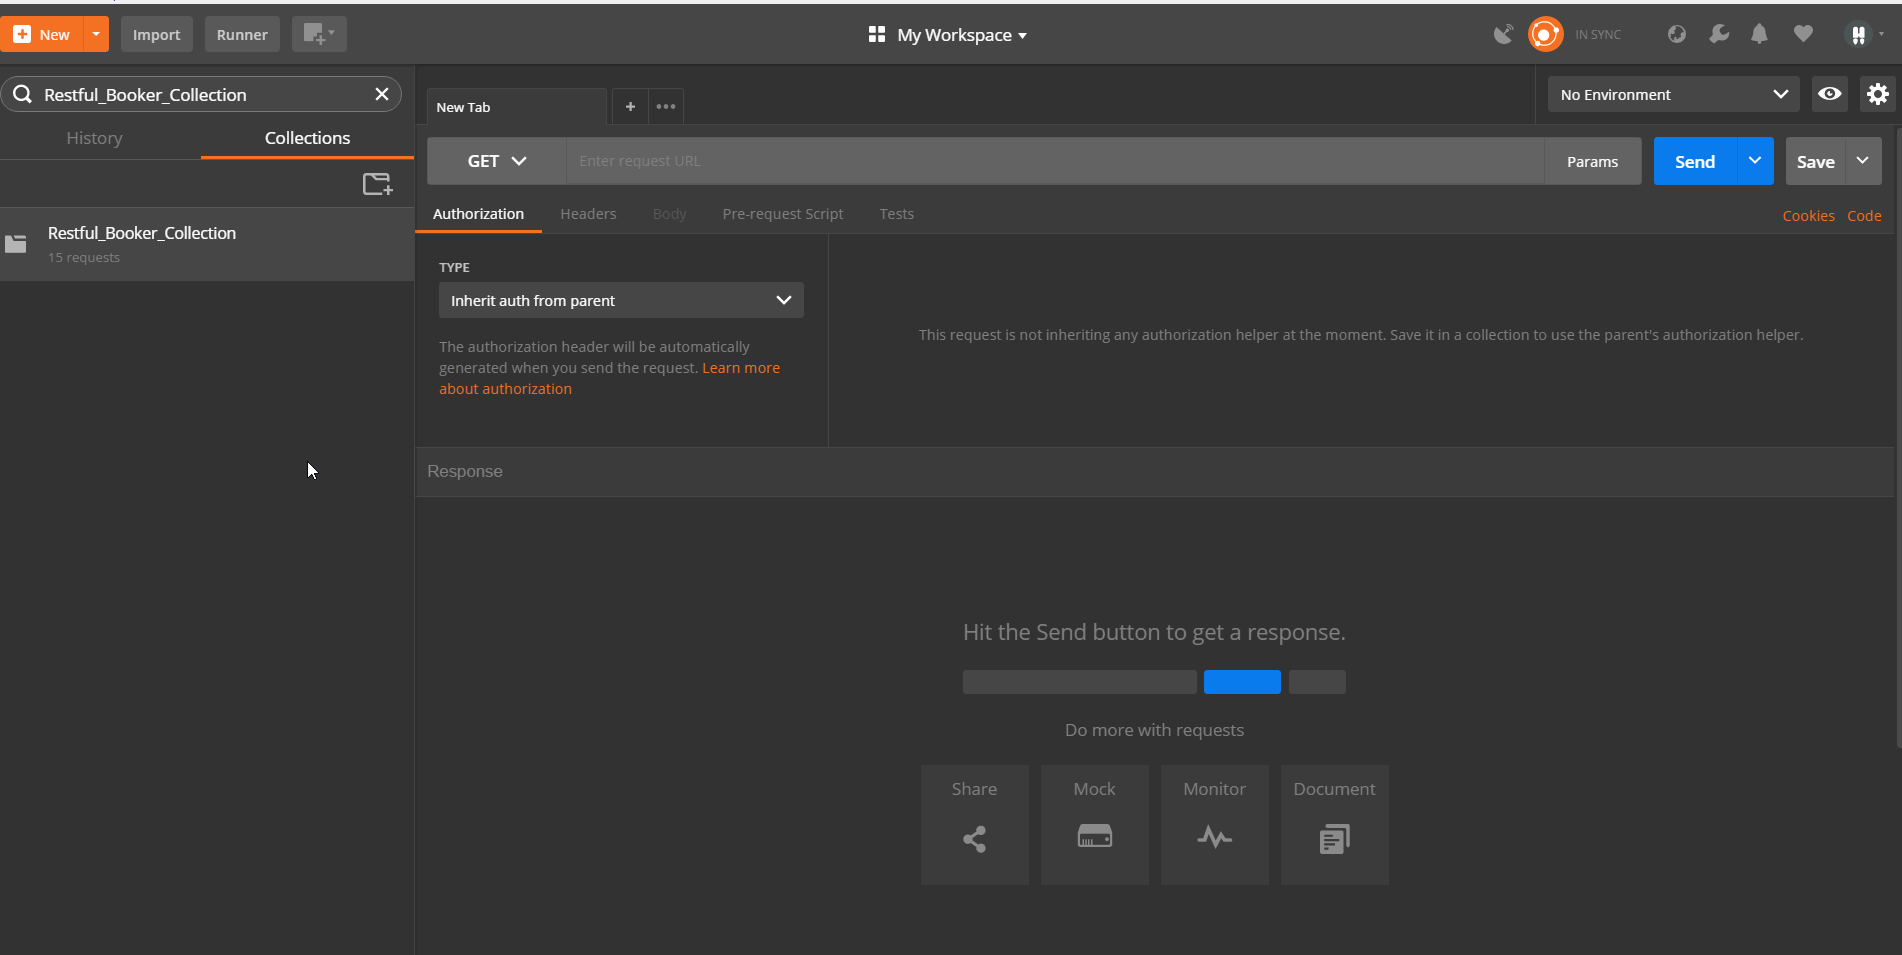 New
Import
Runner
My Workspace
IN SYNC
Restful_Booker_Collection
History
Collections
Restful_Booker_Collection
15 requests
New Tab
No Environment
GET
Enter request URL
Params
Send
Save
Authorization
Headers
Body
Pre-request Script
Tests
Cookies
Code
TYPE
Inherit auth from parent
The authorization header will be automatically
generated when you send the request. Learn more
about authorization
This request is not inheriting any authorization helper at the moment. Save it in a collection to use the parent's authorization helper.
Response
Hit the Send button to get a response.
Do more with requests
Share
Mock
Monitor
Document